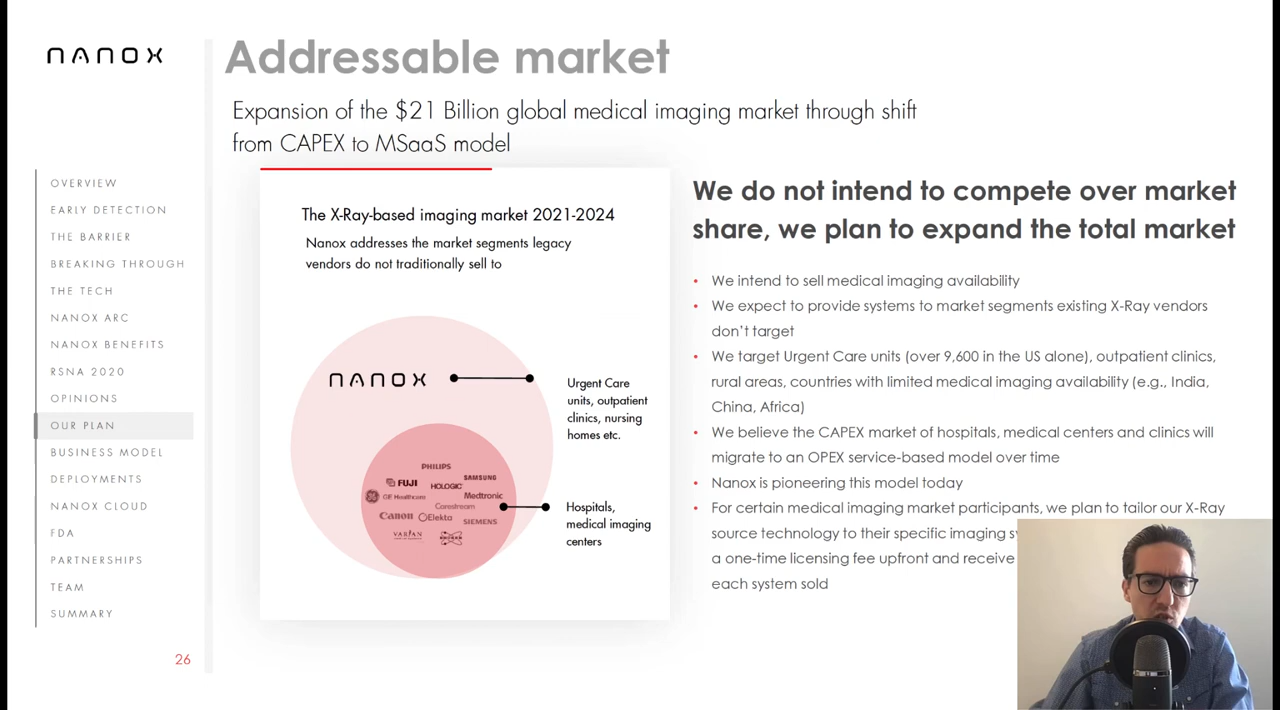 NANOX
Addressable market
Expansion of the $21 Billion global medical imaging market through shift
from CAPEX to MSaaS model
OVERVIEW
EARLY DETECTION
THE BARRIER
BREAKING THROUGH
THE TECH
NANOX ARC
NANOX BENEFITS
RSNA 2020
OPINIONS
OUR PLAN
BUSINESS MODEL
DEPLOYMENTS
NANOX CLOUD
FDA
PARTNERSHIPS
TEAM
SUMMARY
26
The X-Ray-based imaging market 2021-2024
Nanox addresses the market segments legacy
vendors do not traditionally sell to
NANOX
Urgent Care
units, outpatient
clinics, nursing
homes etc.
PHILIPS
FUJI
HOLOGIC
SAMSUNG
GE Healthcare
Medtronic
Carestream
Canon
Elekta
SIEMENS
VARIAN
BRUKER
Hospitals,
medical imaging
centers
We do not intend to compete over market
share, we plan to expand the total market
• We intend to sell medical imaging availability
• We expect to provide systems to market segments existing X-Ray vendors
don't target
• We target Urgent Care units (over 9,600 in the US alone), outpatient clinics,
rural areas, countries with limited medical imaging availability (e.g., India,
China, Africa)
• We believe the CAPEX market of hospitals, medical centers and clinics will
migrate to an OPEX service-based model over time
• Nanox is pioneering this model today
• For certain medical imaging market participants, we plan to tailor our X-Ray
source technology to their specific imaging
a one-time licensing fee upfront and receive
each system sold